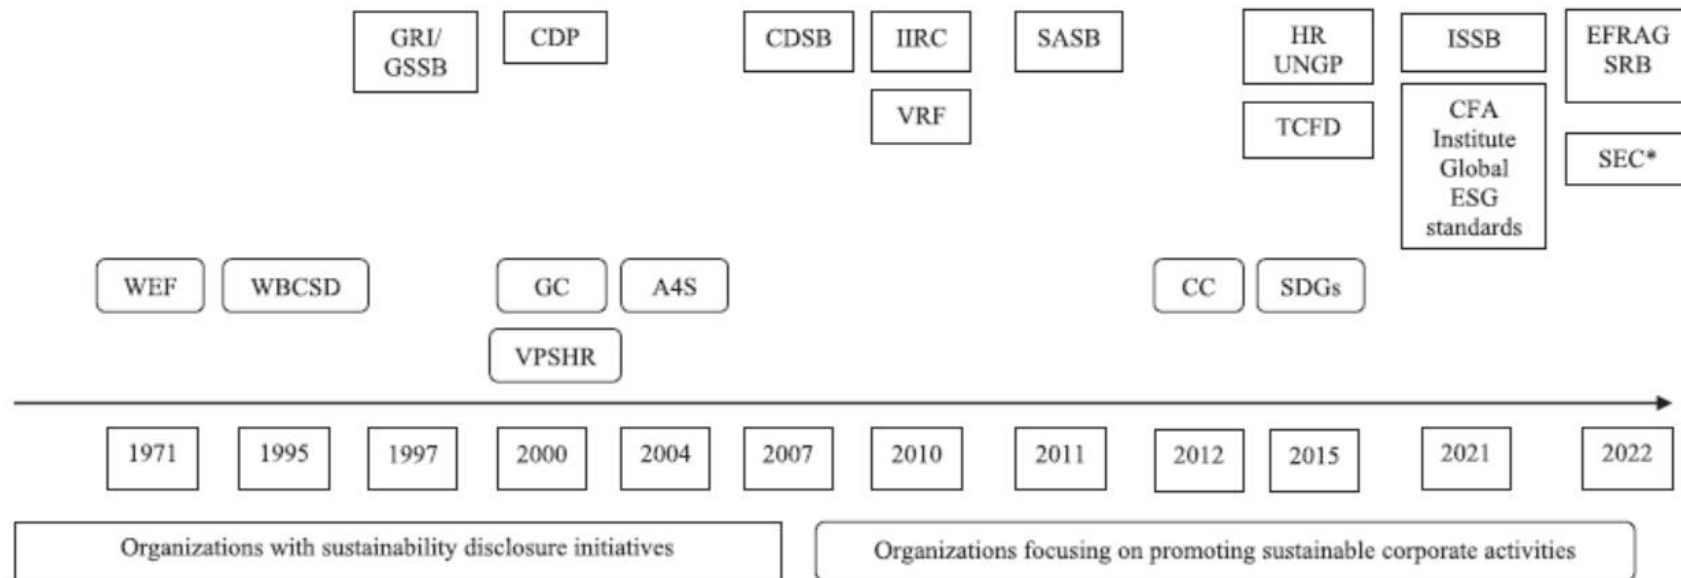 GRI/
GSSB
CDP
CDSB
IIRC
SASB
HR
UNGP
ISSB
EFRAG
SRB
VRF
TCFD
CFA
Institute
Global
ESG
standards
SEC*
WEF
WBCSD
GC
A4S
CC
SDGs
VPSHR
1971
1995
1997
2000
2004
2007
2010
2011
2012
2015
2021
2022
Organizations with sustainability disclosure initiatives
Organizations focusing on promoting sustainable corporate activities